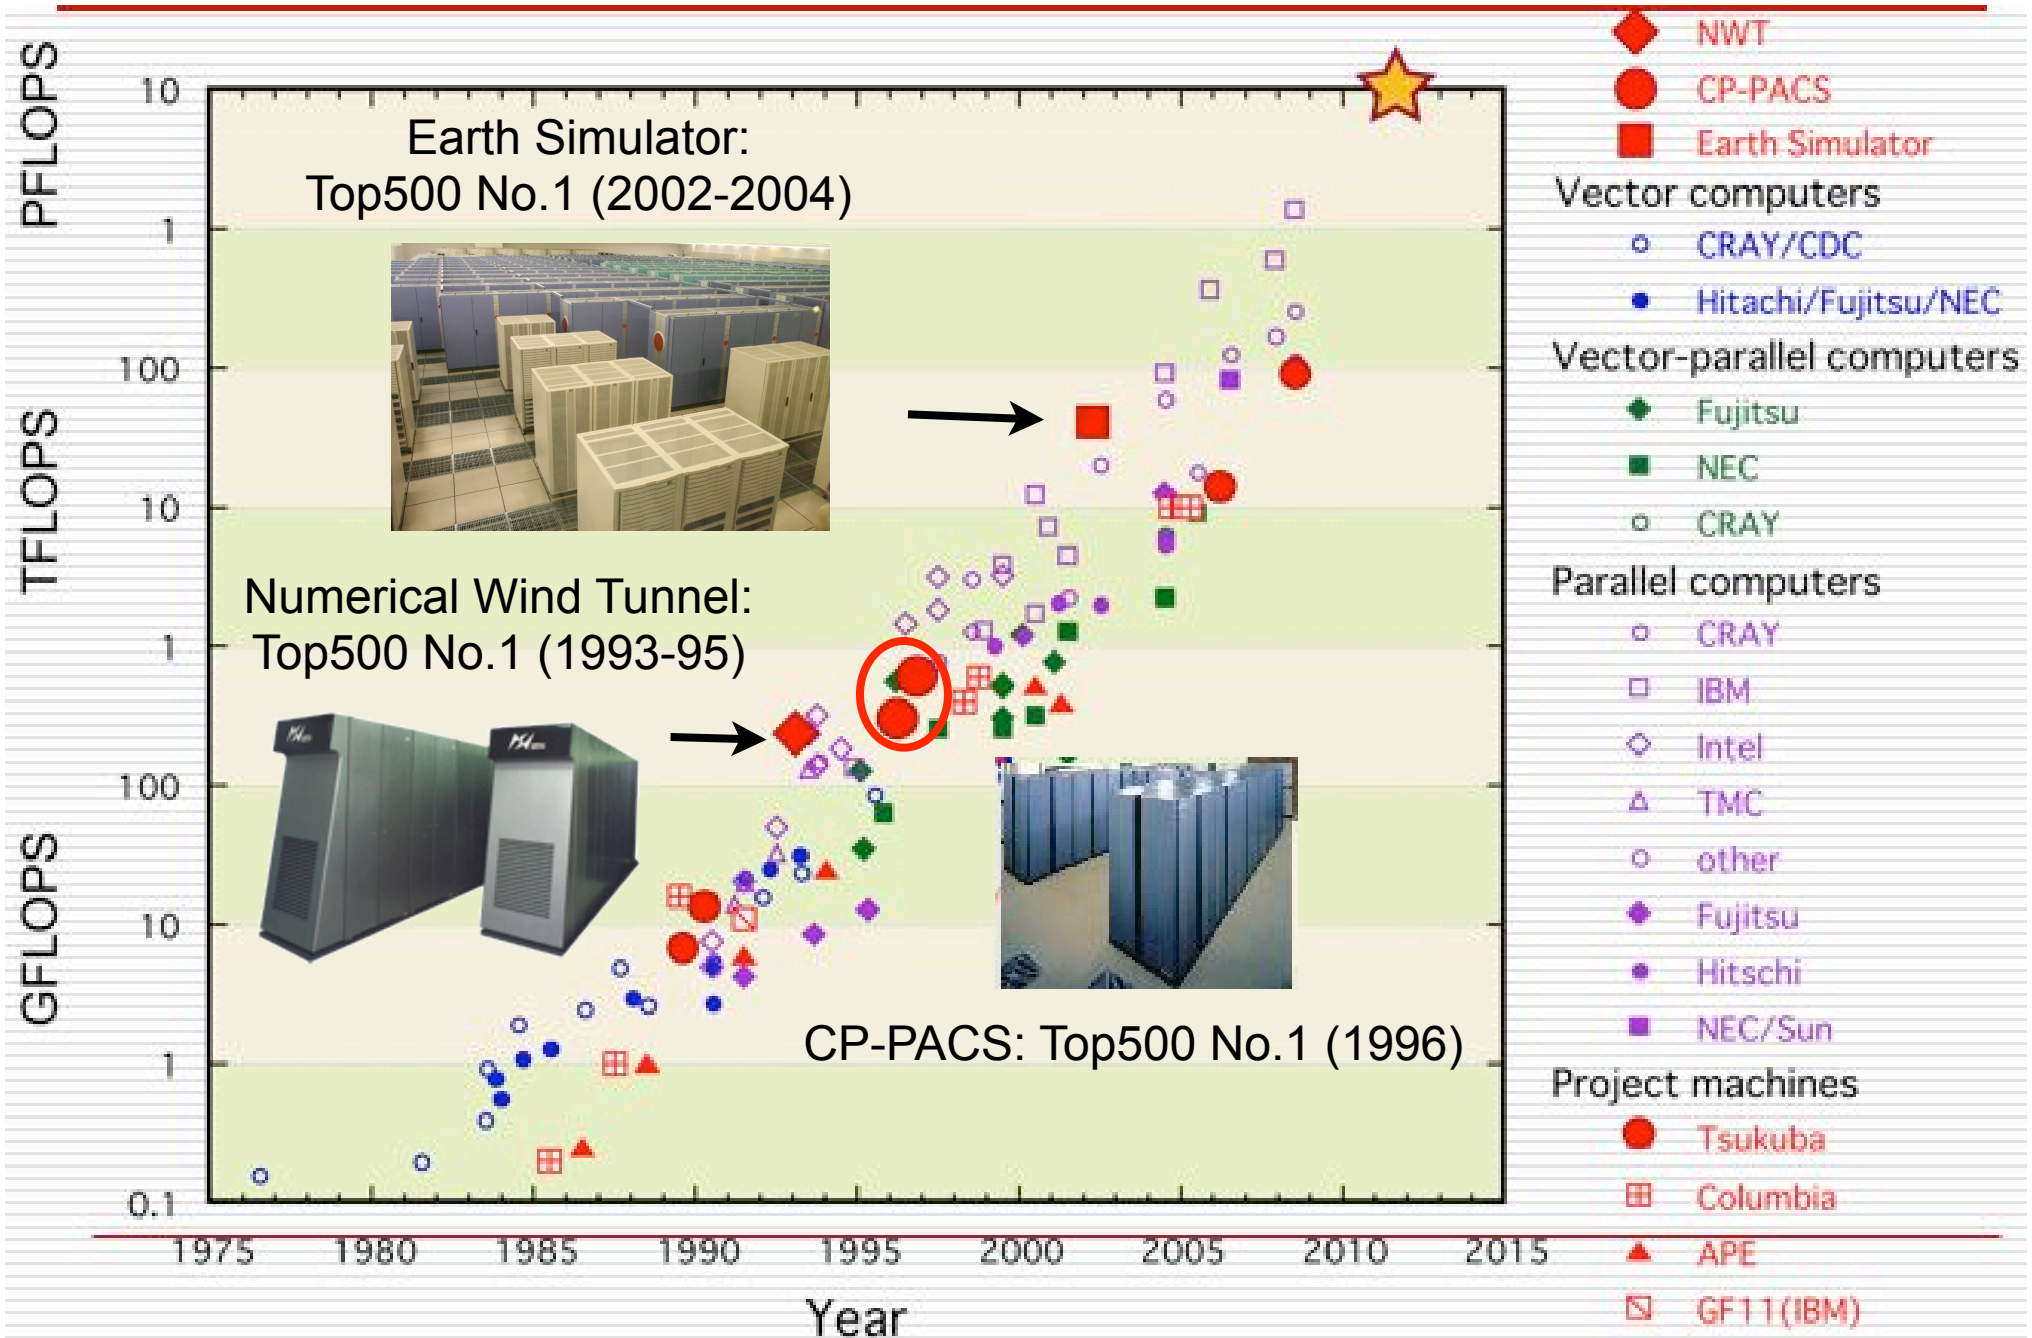 PFLOPS
TFLOPS
GFLOPS
10
1
100
10
1
100
10
1
0.1
Earth Simulator:
Top500 No.1 (2002-2004)
Numerical Wind Tunnel:
Top500 No.1 (1993-95)
CP-PACS: Top500 No.1 (1996)
1975 1980 1985 1990 1995 2000 2005 2010 2015
Year
NWT
CP-PACS
Earth Simulator
Vector computers
CRAY/CDC
Hitachi/Fujitsu/NEC
Vector-parallel computers
Fujitsu
NEC
CRAY
Parallel computers
CRAY
IBM
Intel
TMC
other
Fujitsu
Hitschi
NEC/Sun
Project machines
Tsukuba
Columbia
APE
GF11(IBM)